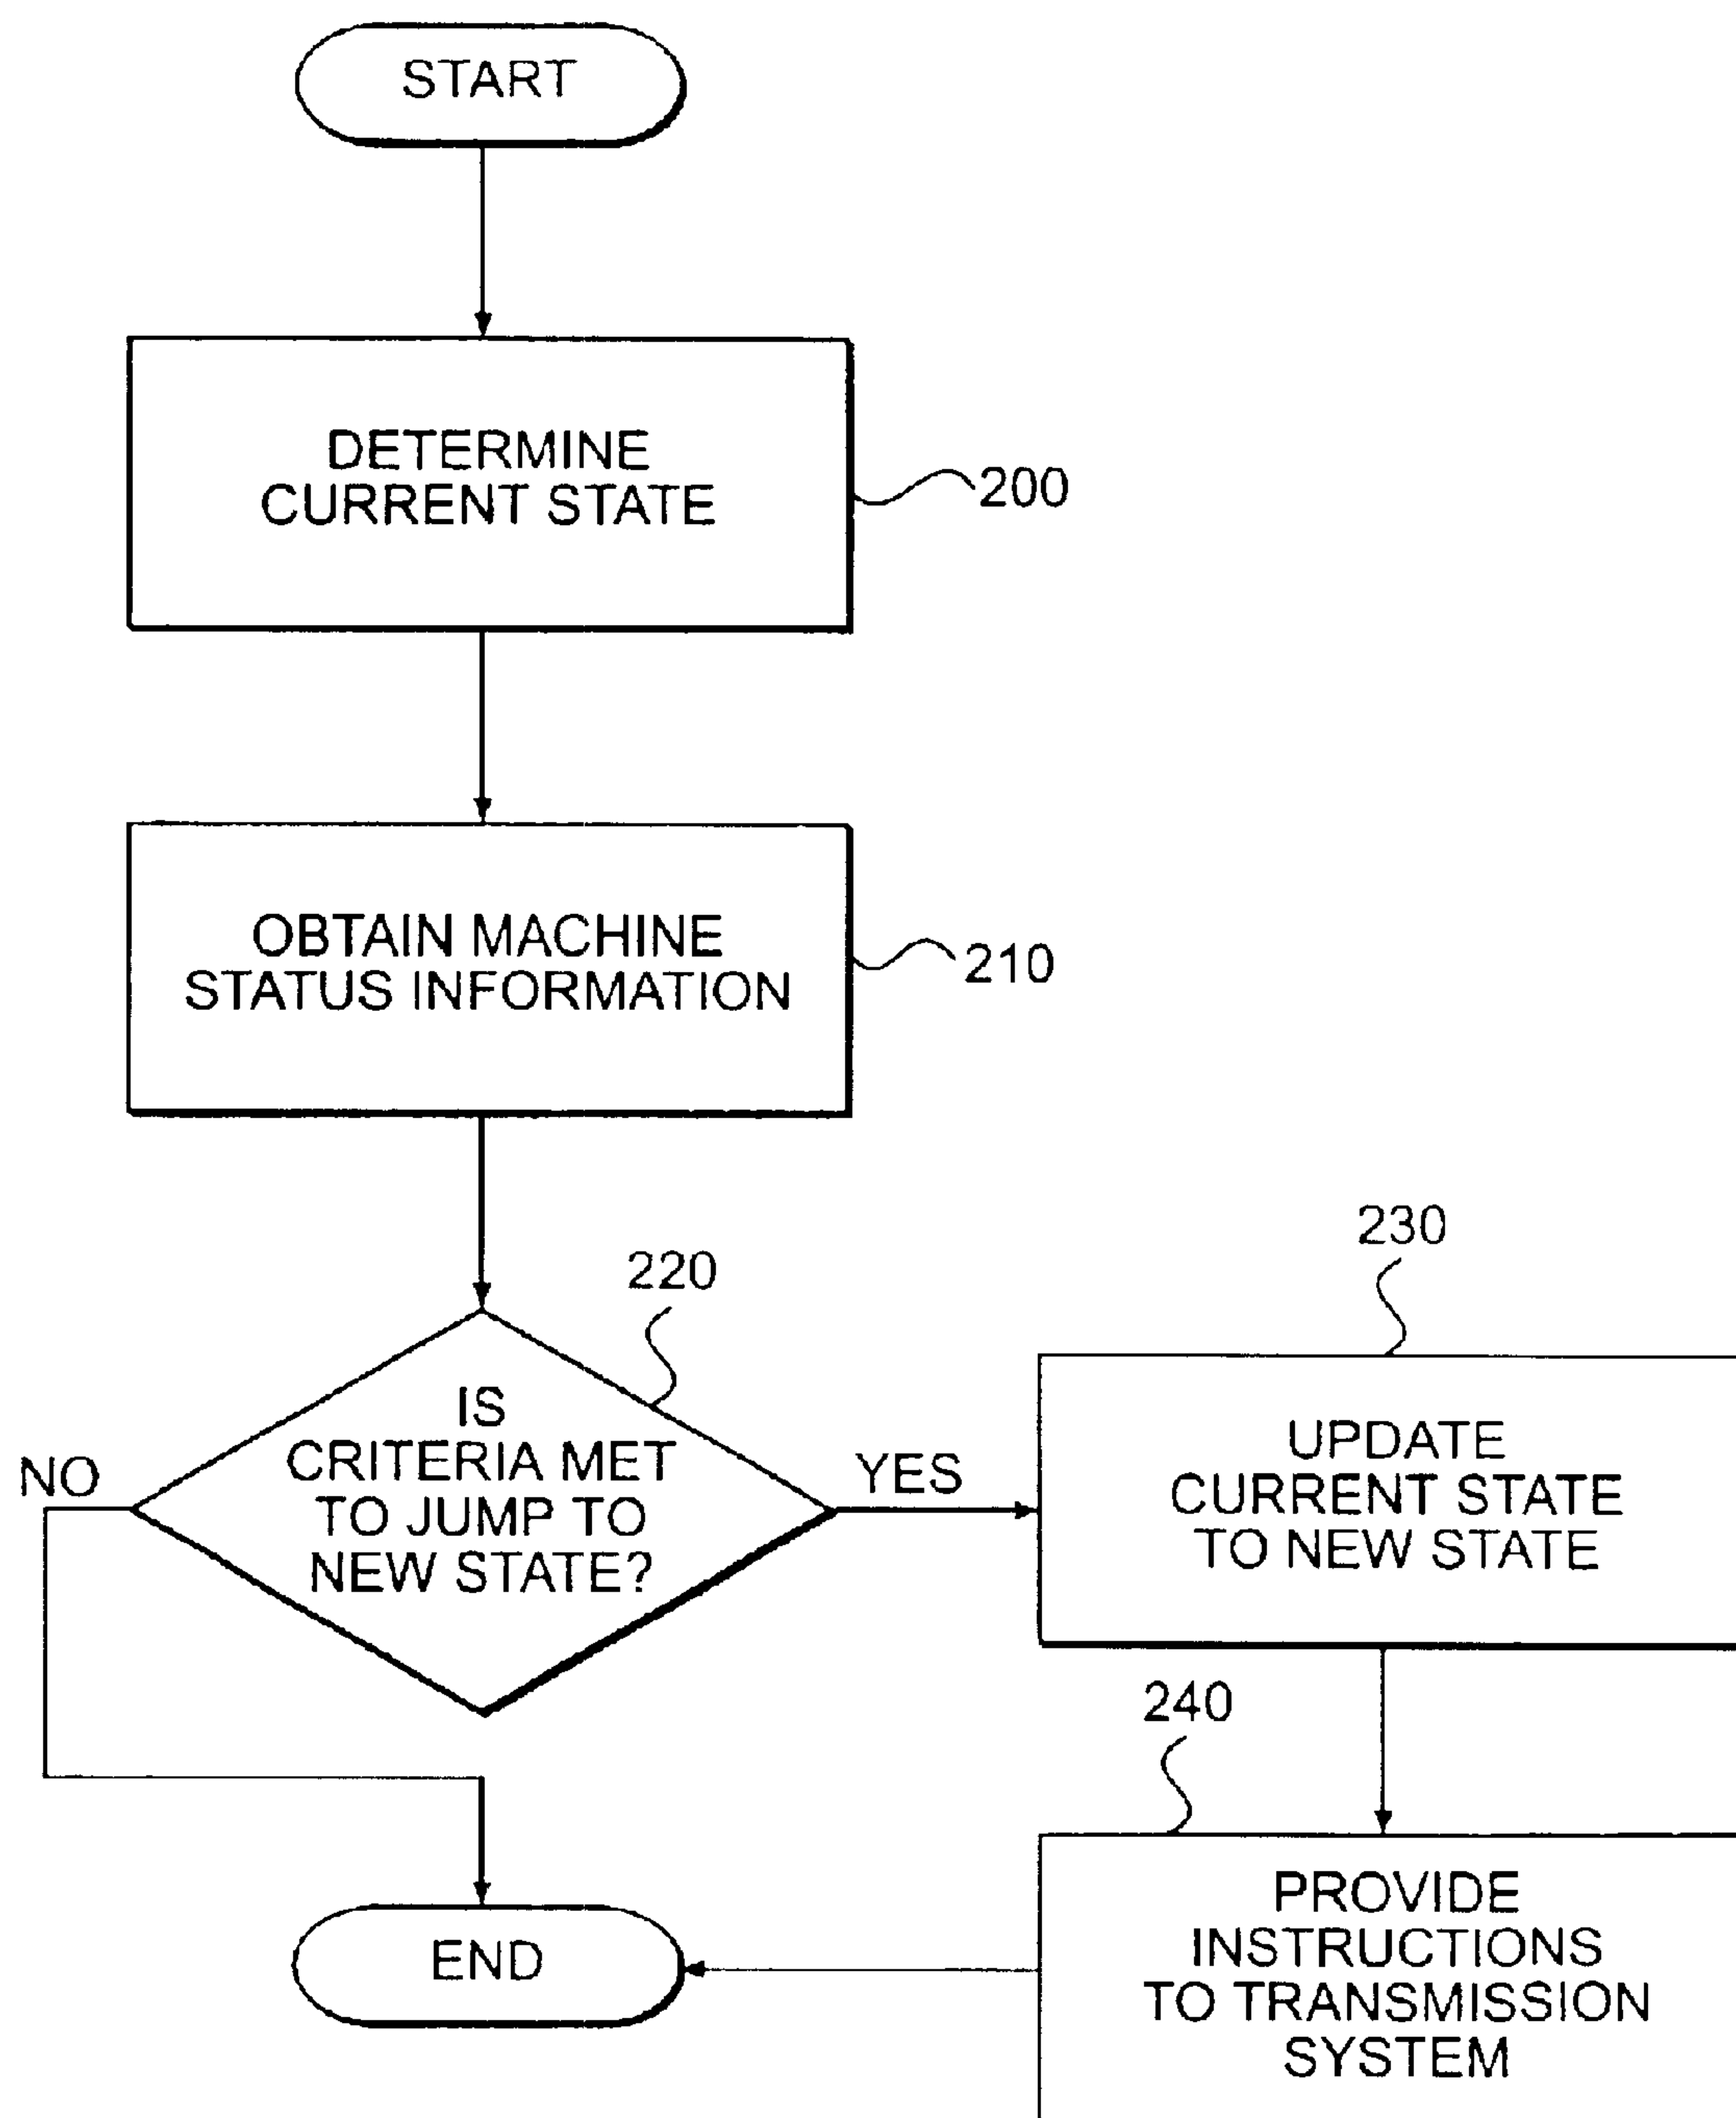 START
DETERMINE
CURRENT STATE
200
OBTAIN MACHINE
STATUS INFORMATION
210
220
IS
CRITERIA MET
TO JUMP TO
NEW STATE?
NO
YES
230
UPDATE
CURRENT STATE
TO NEW STATE
240
PROVIDE
INSTRUCTIONS
TO TRANSMISSION
SYSTEM
END